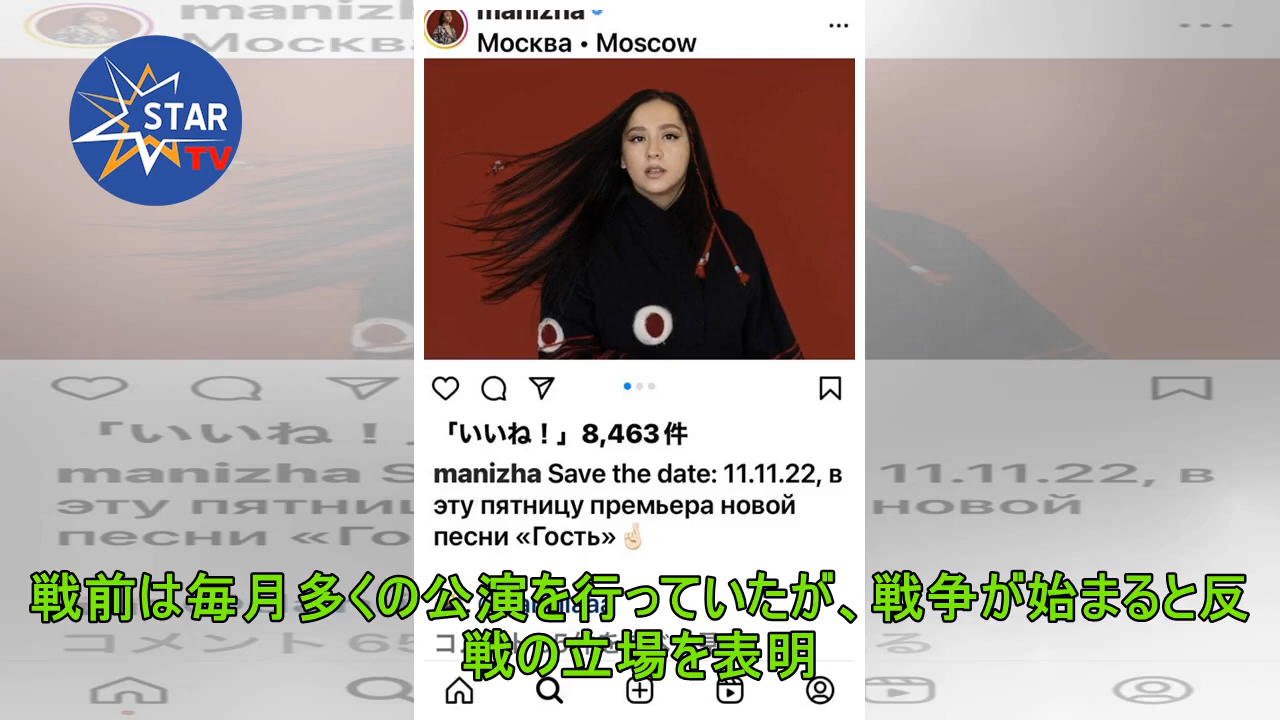 manizha
Москва • Moscow
STAR
TV
「いいね！」8,463件
manizha Save the date: 11.11.22, в
эту пятницу премьера новой
песни «Гость»🤞🏻
戦前は毎月多くの公演を行っていたが、戦争が始まると反
戦の立場を表明